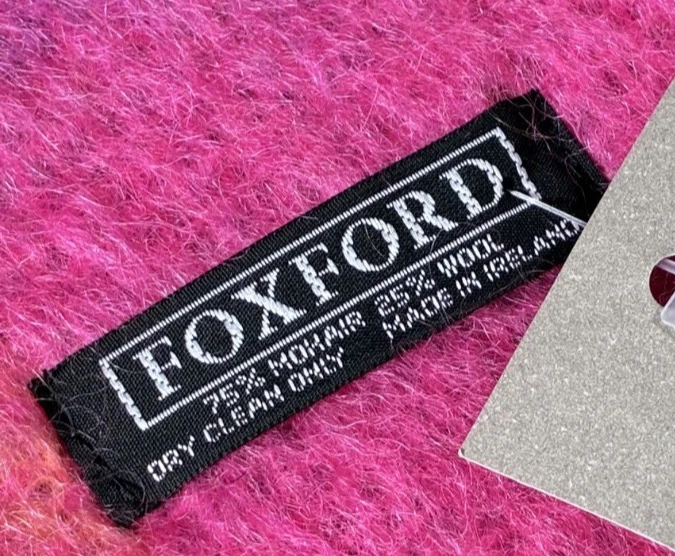 FOXFORD
75% MOHAIR 25% WOOL
DRY CLEAN ONLY MADE IN IRELAND